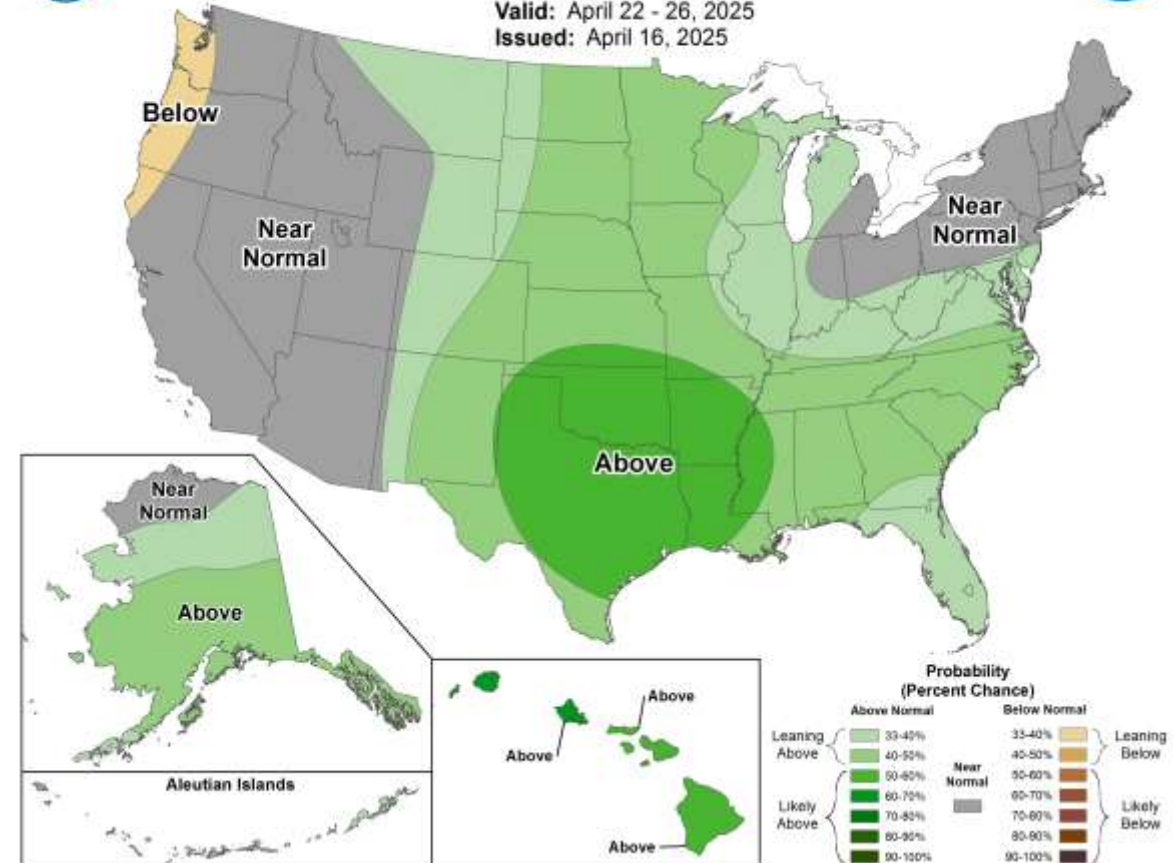 Valid: April 22 - 26, 2025
Issued: April 16, 2025
Below
Near
Normal
Near
Normal
Above
Near
Normal
Above
Aleutian Islands
Above
Above
Above
Probability
(Percent Chance)
Above Normal
Below Normal
Leaning
Above
33-40%
40-50%
Likely
Above
50-60%
60-70%
70-80%
80-90%
90-100%
Near
Normal
33-40%
40-50%
Leaning
Below
50-60%
60-70%
70-80%
80-90%
90-100%
Likely
Below